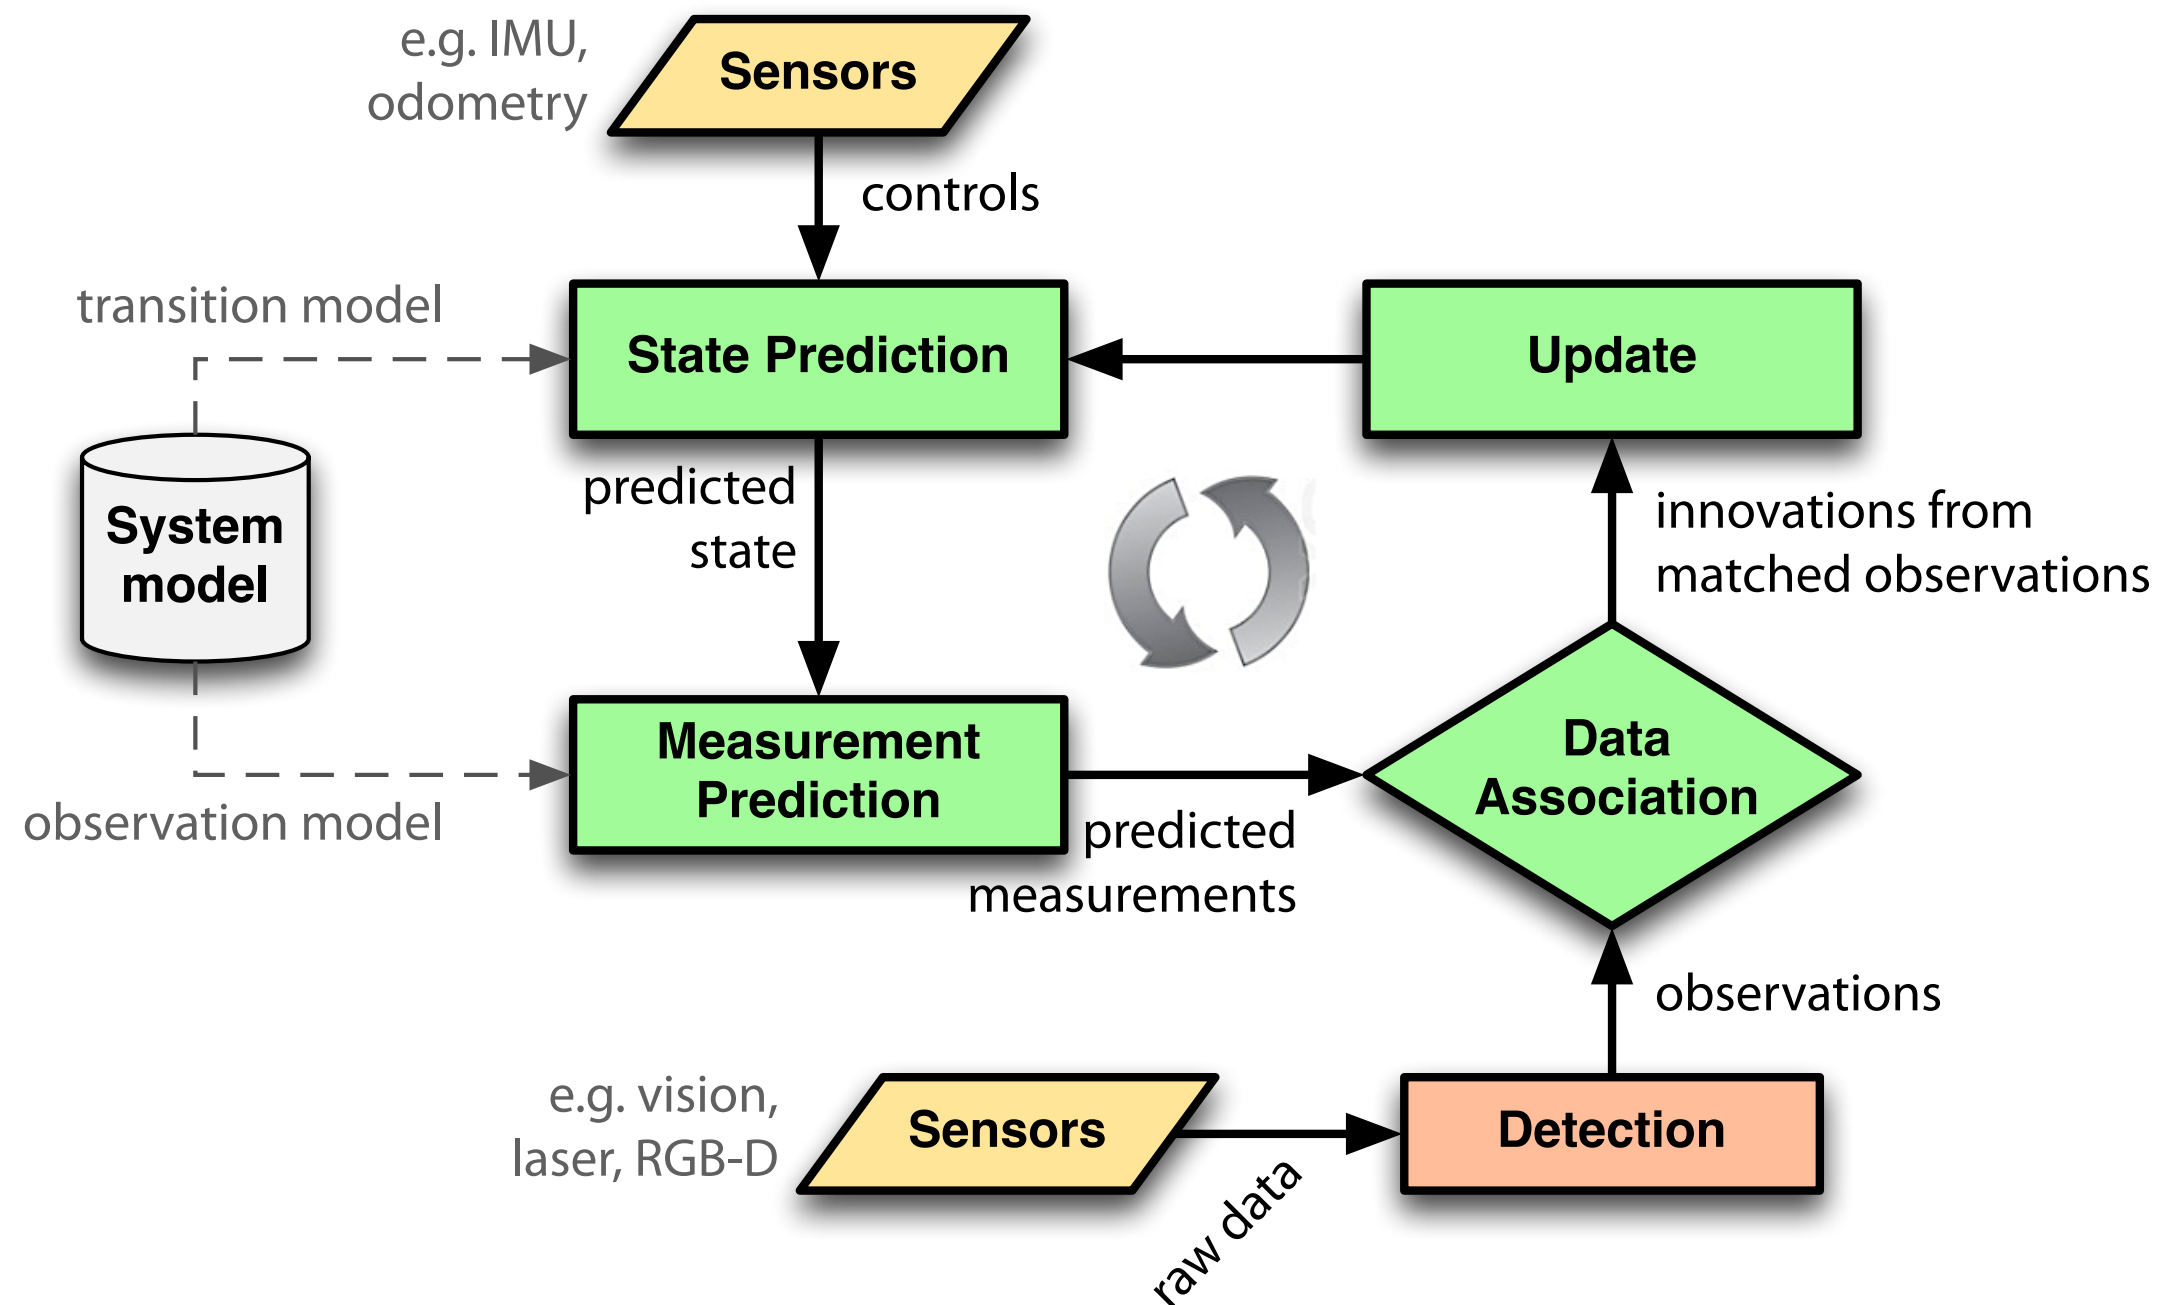 e.g. IMU,
odometry
Sensors
controls
transition model
State Prediction
Update
System
model
predicted
state
innovations from
matched observations
observation model
Measurement
Prediction
predicted
measurements
Data
Association
observations
e.g. vision,
laser, RGB-D
Sensors
raw data
Detection